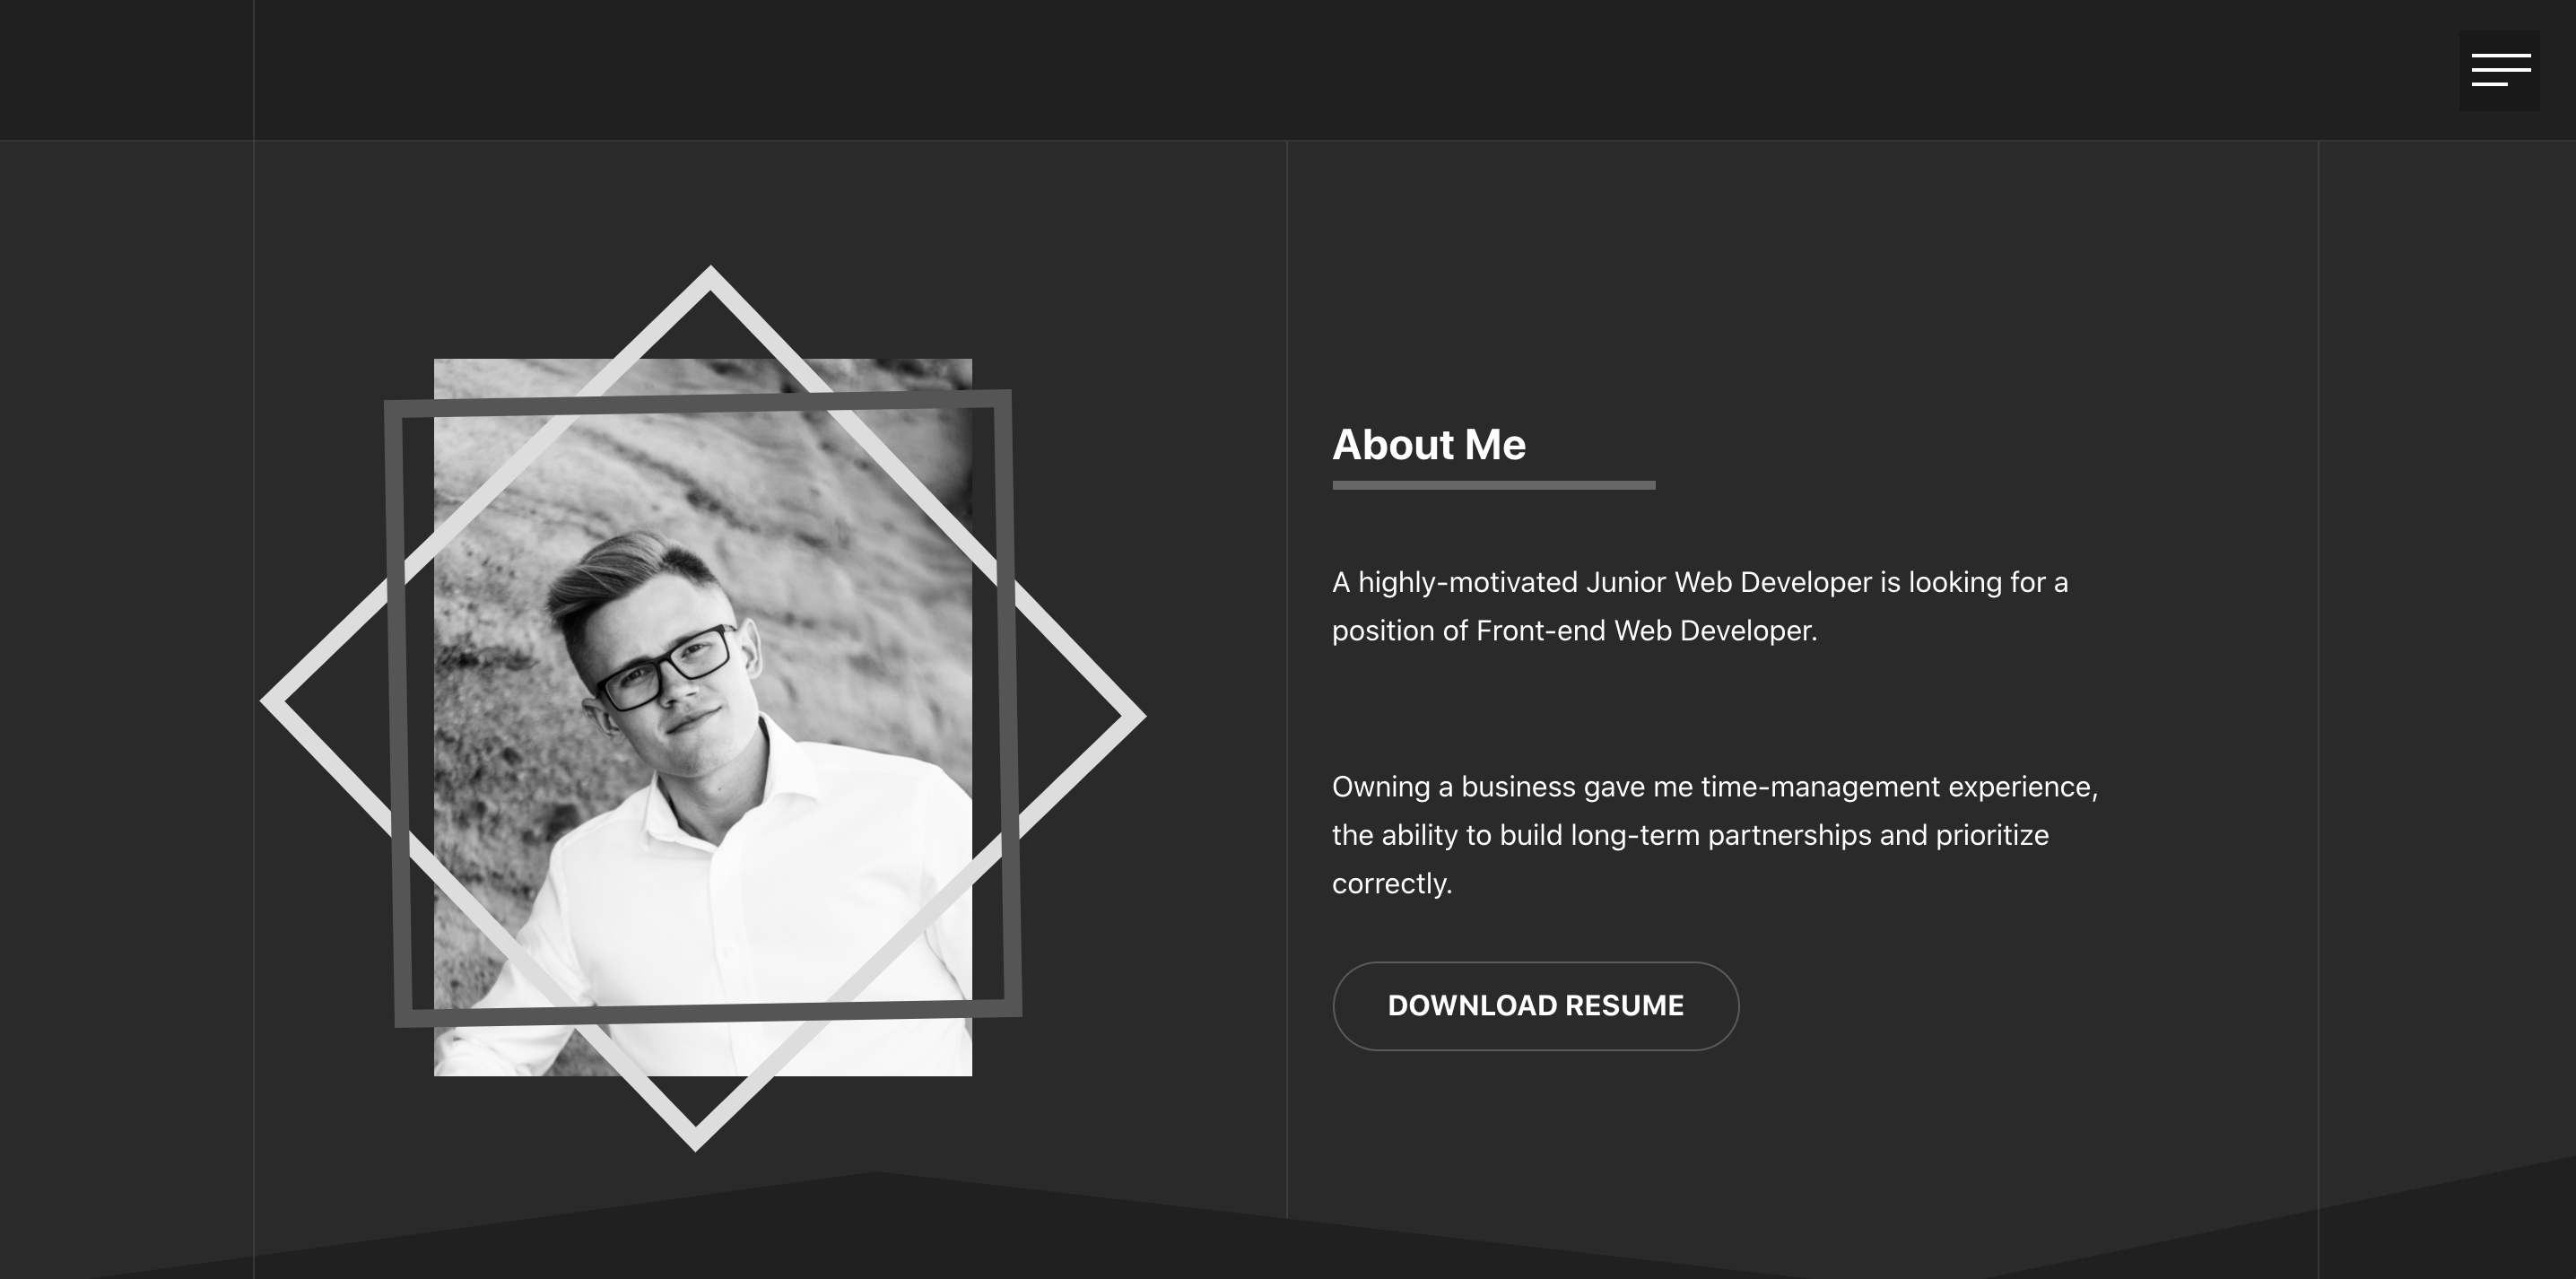 About Me
A highly-motivated Junior Web Developer is looking for a
position of Front-end Web Developer.
Owning a business gave me time-management experience,
the ability to build long-term partnerships and prioritize
correctly.
DOWNLOAD RESUME